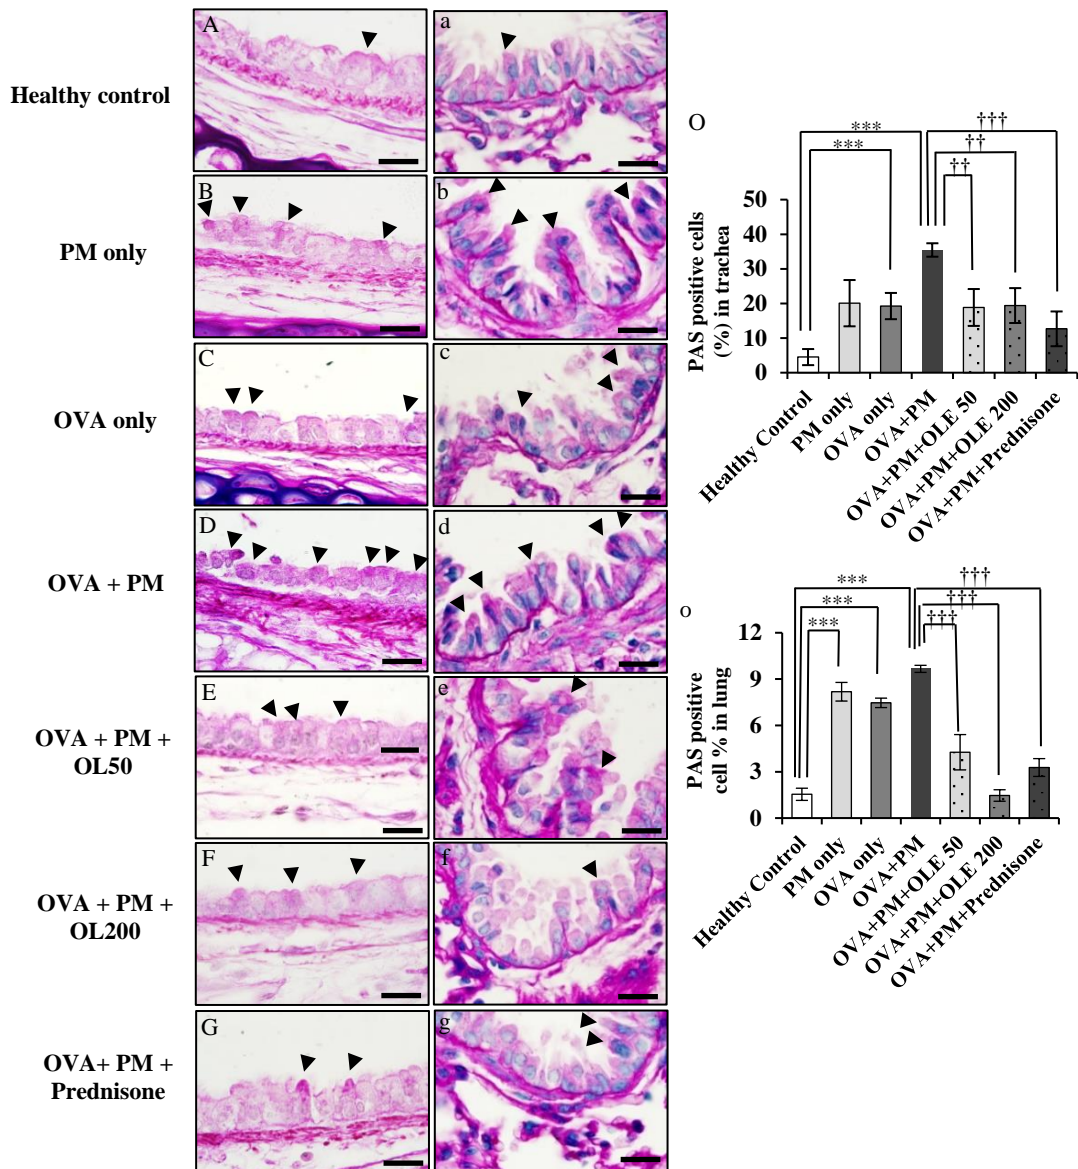 Healthy control
A
a
PM only
B
b
OVA only
C
c
OVA + PM
D
d
OVA + PM +
OL50
E
e
OVA + PM +
OL200
F
f
OVA+ PM +
Prednisone
G
g
O
***
***
†††
††
††
PAS positive cells
(%) in trachea
50
40
30
20
10
0
Healthy Control
PM only
OVA only
OVA+PM
OVA+PM+OLE 50
OVA+PM+OLE 200
OVA+PM+Prednisone
o
***
***
***
†††
†††
†††
PAS positive
cell % in lung
12
9
6
3
0
Healthy Control
PM only
OVA only
OVA+PM
OVA+PM+OLE 50
OVA+PM+OLE 200
OVA+PM+Prednisone